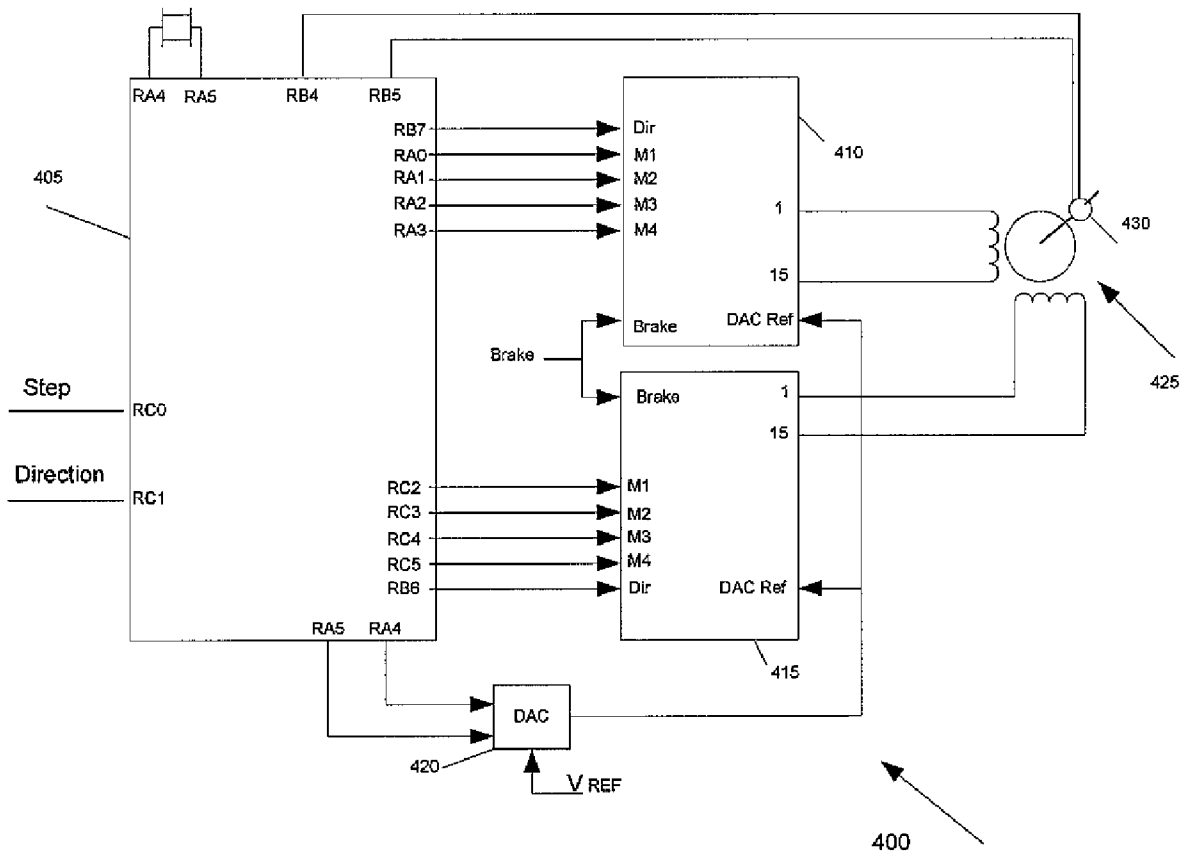 RA4 RA5 RB4 RB5
RB7
RA0
RA1
RA2
RA3
Dir
M1
M2
M3
M4
1
15
Brake
DAC Ref
410
405
430
425
Brake
Brake
1
15
Step
RC0
Direction
RC1
RC2
RC3
RC4
RC5
RB6
M1
M2
M3
M4
Dir
DAC Ref
415
RA5 RA4
DAC
420
V REF
400